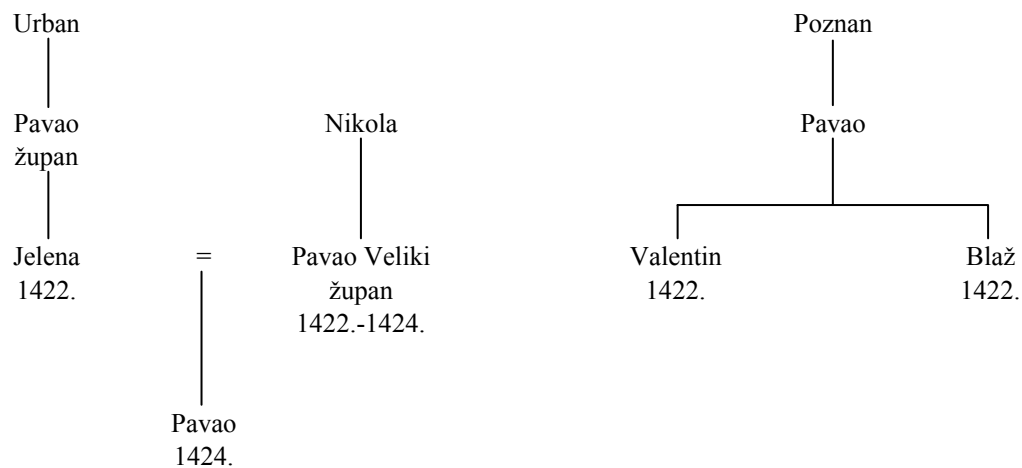 Urban
Poznan
Pavao
župan
Nikola
Pavao
Jelena
1422.
=
Pavao Veliki
župan
1422.-1424.
Valentin
1422.
Blaž
1422.
Pavao
1424.